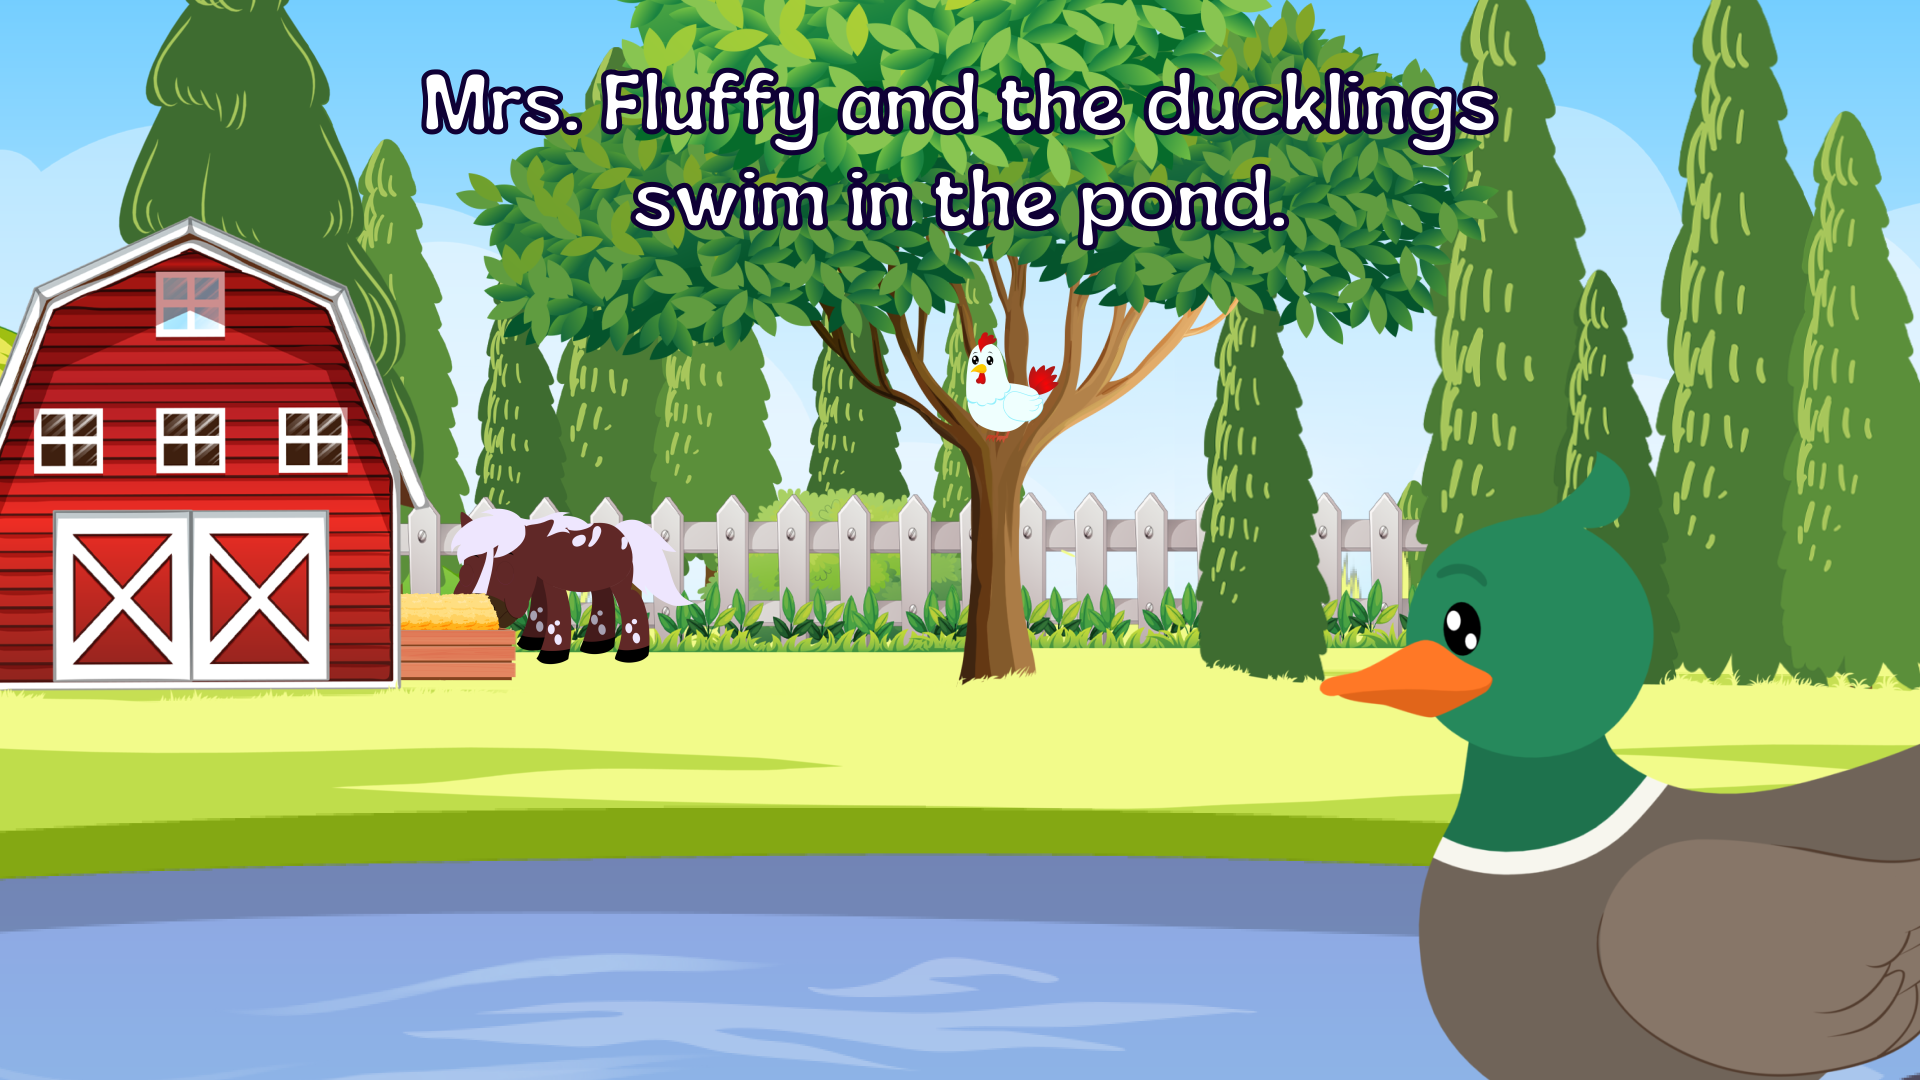 Mrs. Fluffy and the ducklings
swim in the pond.